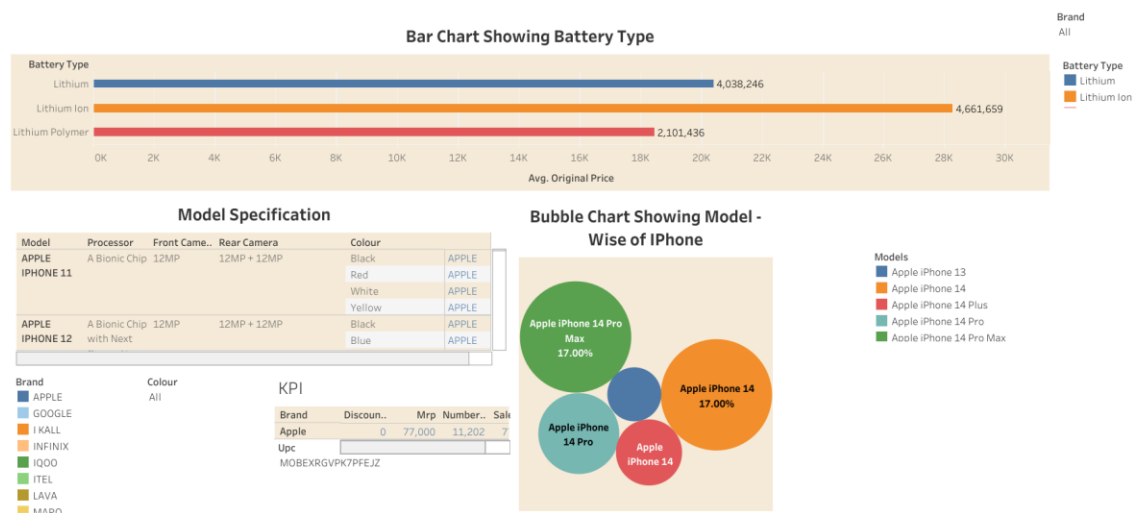 Brand
All
Bar Chart Showing Battery Type
Battery Type
Lithium 4,038,246
Lithium Ion 4,661,659
Lithium Polymer 2,101,436
0K 2K 4K 6K 8K 10K 12K 14K 16K 18K 20K 22K 24K 26K 28K 30K
Avg. Original Price
Battery Type
Lithium
Lithium Ion
Model Specification
Model Processor Front Came.. Rear Camera Colour
APPLE A Bionic Chip 12MP 12MP + 12MP Black APPLE
IPHONE 11 Red APPLE
White APPLE
Yellow APPLE
APPLE A Bionic Chip 12MP 12MP + 12MP Black APPLE
IPHONE 12 with Next Blue APPLE
Brand
APPLE
GOOGLE
I KALL
INFINIX
IQOO
ITEL
LAVA
Colour
All
KPI
Brand Discoun.. Mrp Number.. Sale
Apple 0 77,000 11,202 7
Upc
MOBEXRGVPK7PFEJZ
Bubble Chart Showing Model -
Wise of IPhone
Apple iPhone 14 Pro
Max
17.00%
Apple iPhone 14
17.00%
Apple iPhone
14 Pro
Apple
iPhone 14
Models
Apple iPhone 13
Apple iPhone 14
Apple iPhone 14 Plus
Apple iPhone 14 Pro
Apple iPhone 14 Pro Max